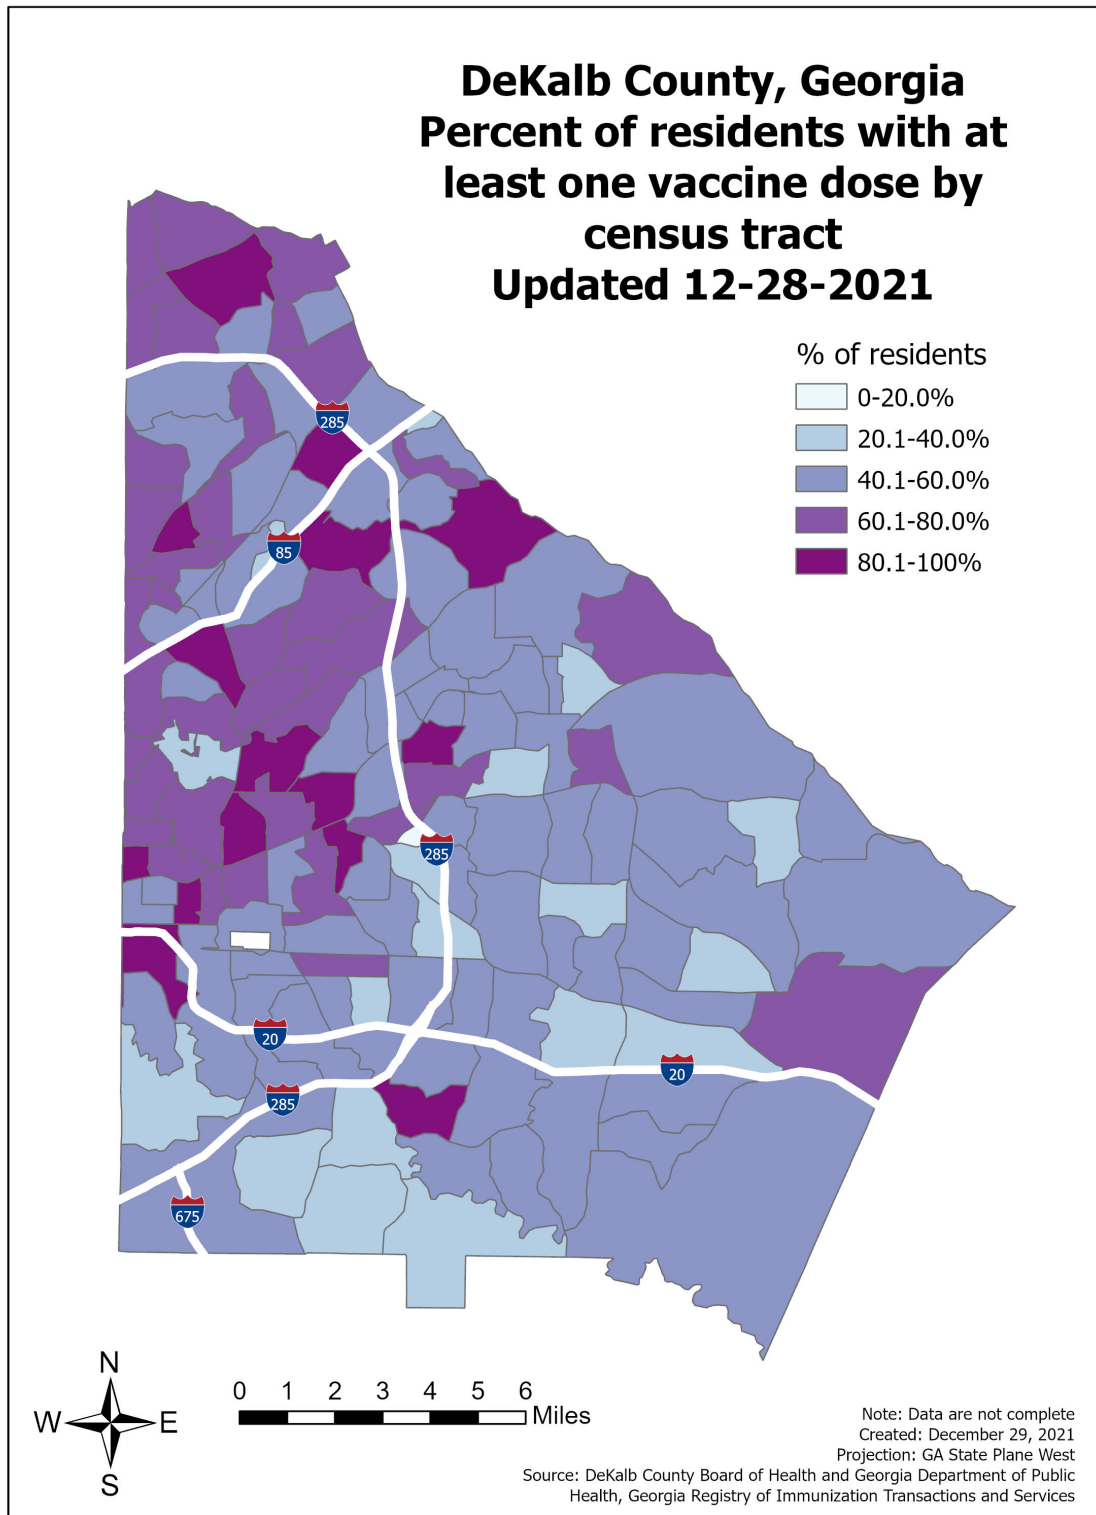 DeKalb County, Georgia
Percent of residents with at
least one vaccine dose by
census tract
Updated 12-28-2021
% of residents
0-20.0%
20.1-40.0%
40.1-60.0%
60.1-80.0%
80.1-100%
285
85
285
20
20
285
675
N
W E
S
0 1 2 3 4 5 6
Miles
Note: Data are not complete
Created: December 29, 2021
Projection: GA State Plane West
Source: DeKalb County Board of Health and Georgia Department of Public
Health, Georgia Registry of Immunization Transactions and Services